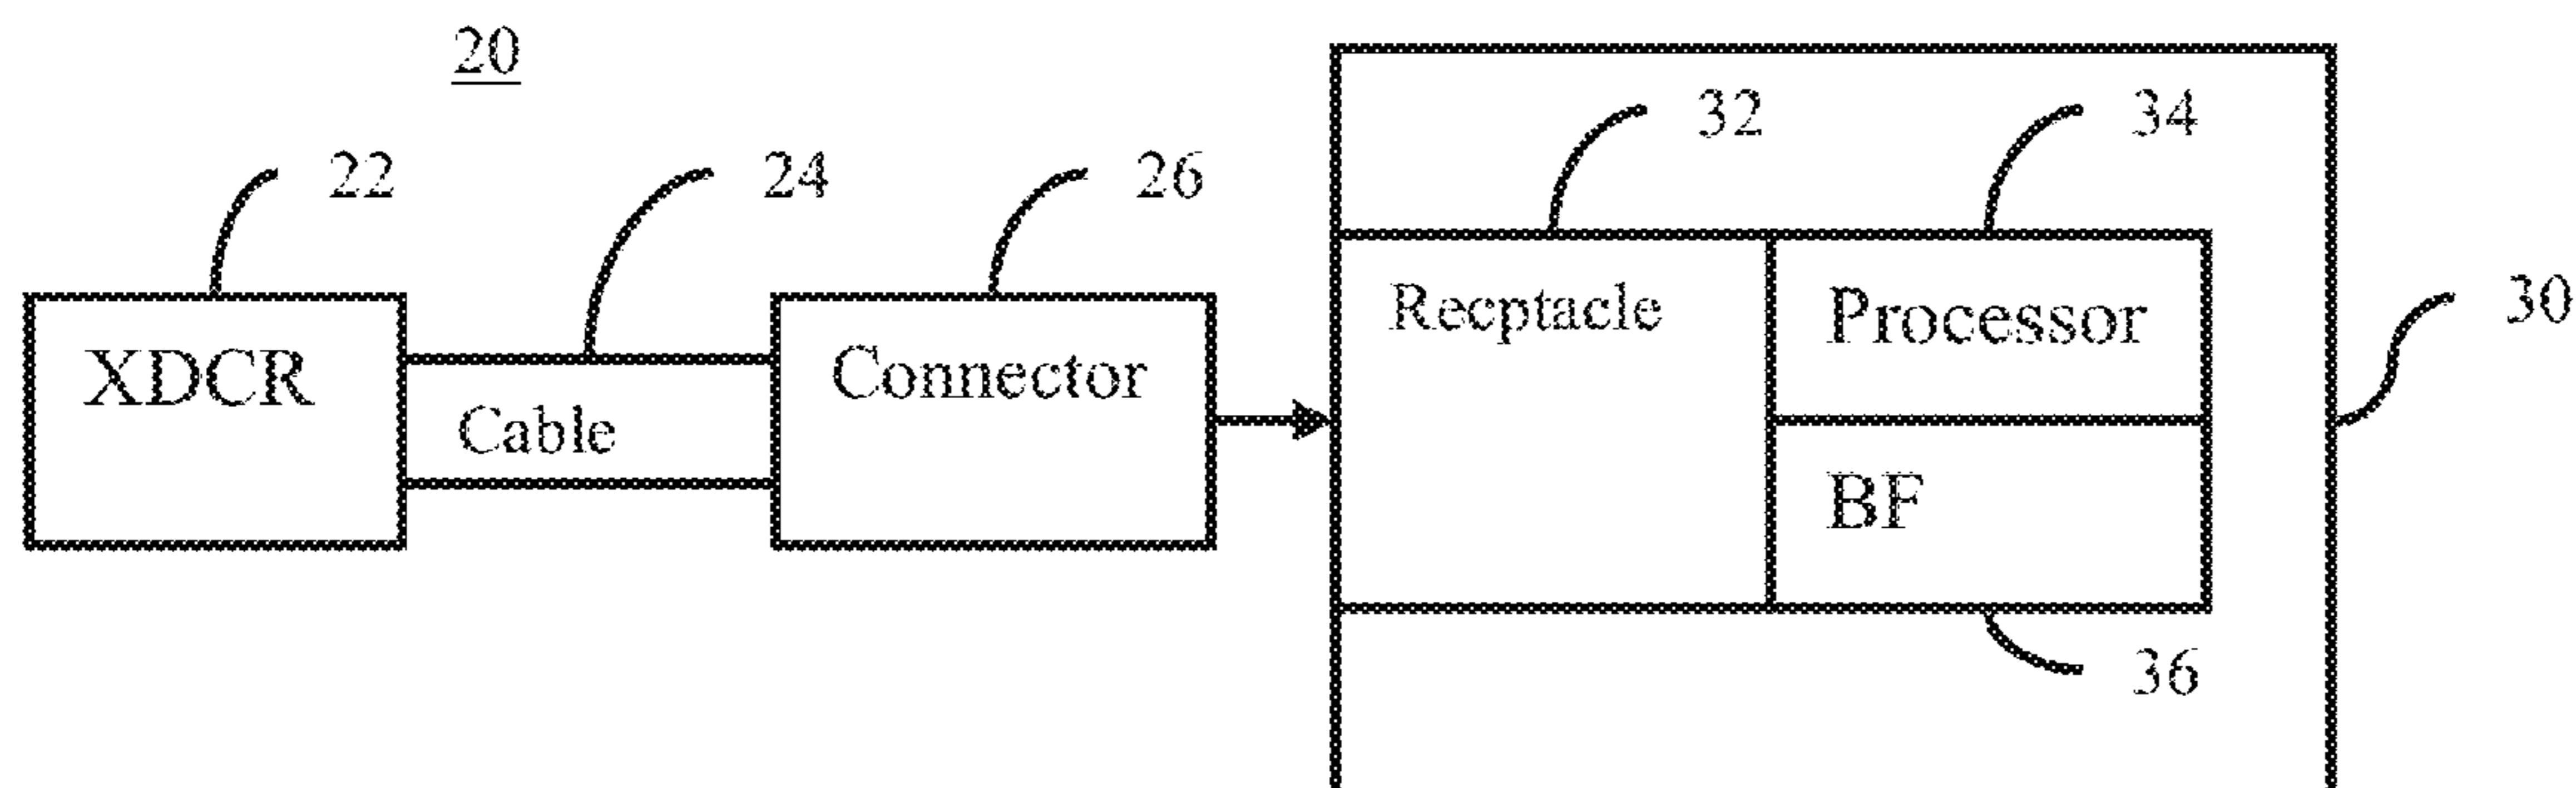 20
22
24
26
32
34
30
XDCR
Cable
Connector
Recptacle
Processor
BF
36